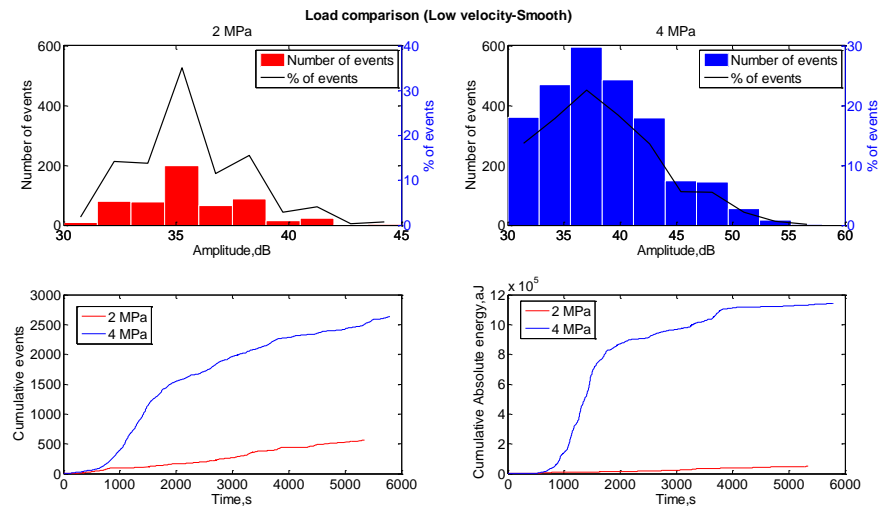 Load comparison (Low velocity-Smooth)
2 MPa
600
400
200
0
Number of events
40
30
20
10
0
% of events
Number of events
% of events
30
35
40
45
Amplitude,dB
4 MPa
600
400
200
0
Number of events
30
20
10
0
% of events
Number of events
% of events
30
35
40
45
50
55
60
Amplitude,dB
3000
2500
2000
1500
1000
500
0
Cumulative events
2 MPa
4 MPa
0
1000
2000
3000
4000
5000
6000
Time,s
12
10
8
6
4
2
0
x 10^5
Cumulative Absolute energy,aJ
2 MPa
4 MPa
0
1000
2000
3000
4000
5000
6000
Time,s